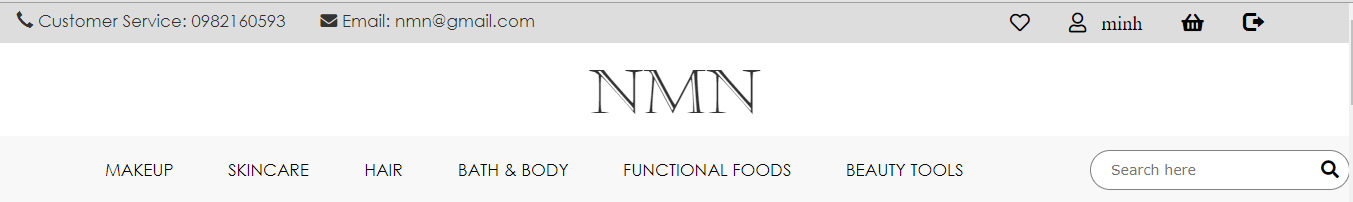 Customer Service: 0982160593 Email: nmn@gmail.com minh
NMN
MAKEUP SKINCARE HAIR BATH & BODY FUNCTIONAL FOODS BEAUTY TOOLS Search here